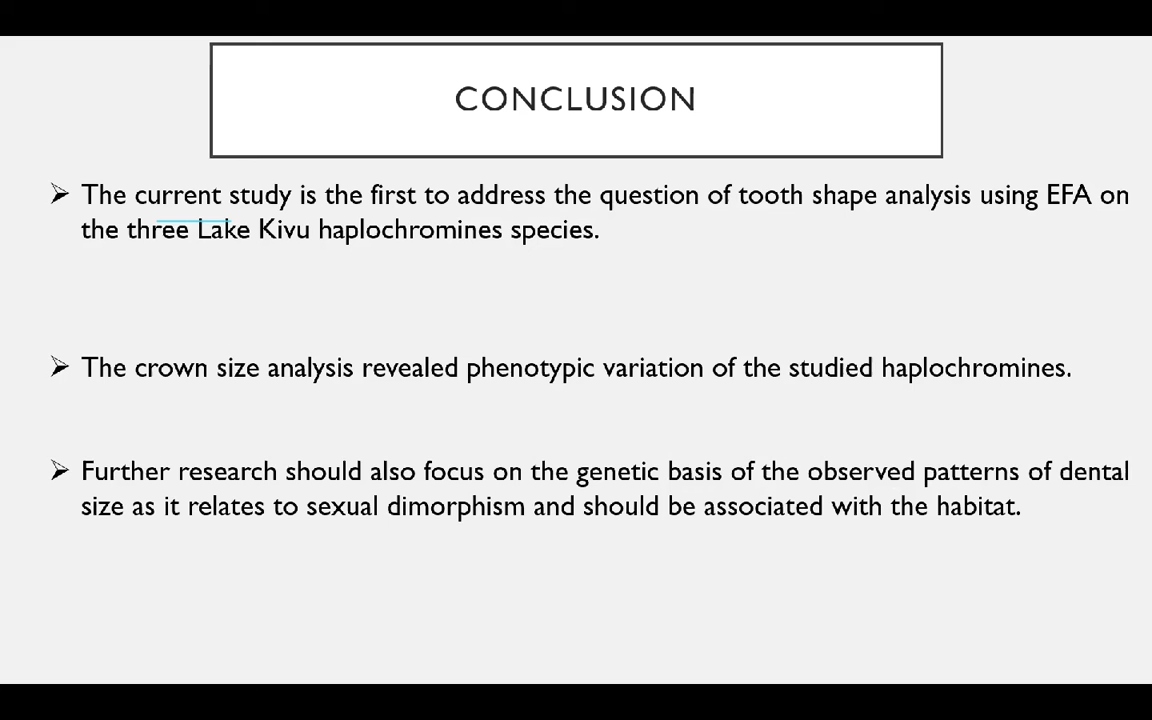 CONCLUSION
➢ The current study is the first to address the question of tooth shape analysis using EFA on
the three Lake Kivu haplochromines species.
➢ The crown size analysis revealed phenotypic variation of the studied haplochromines.
➢ Further research should also focus on the genetic basis of the observed patterns of dental
size as it relates to sexual dimorphism and should be associated with the habitat.